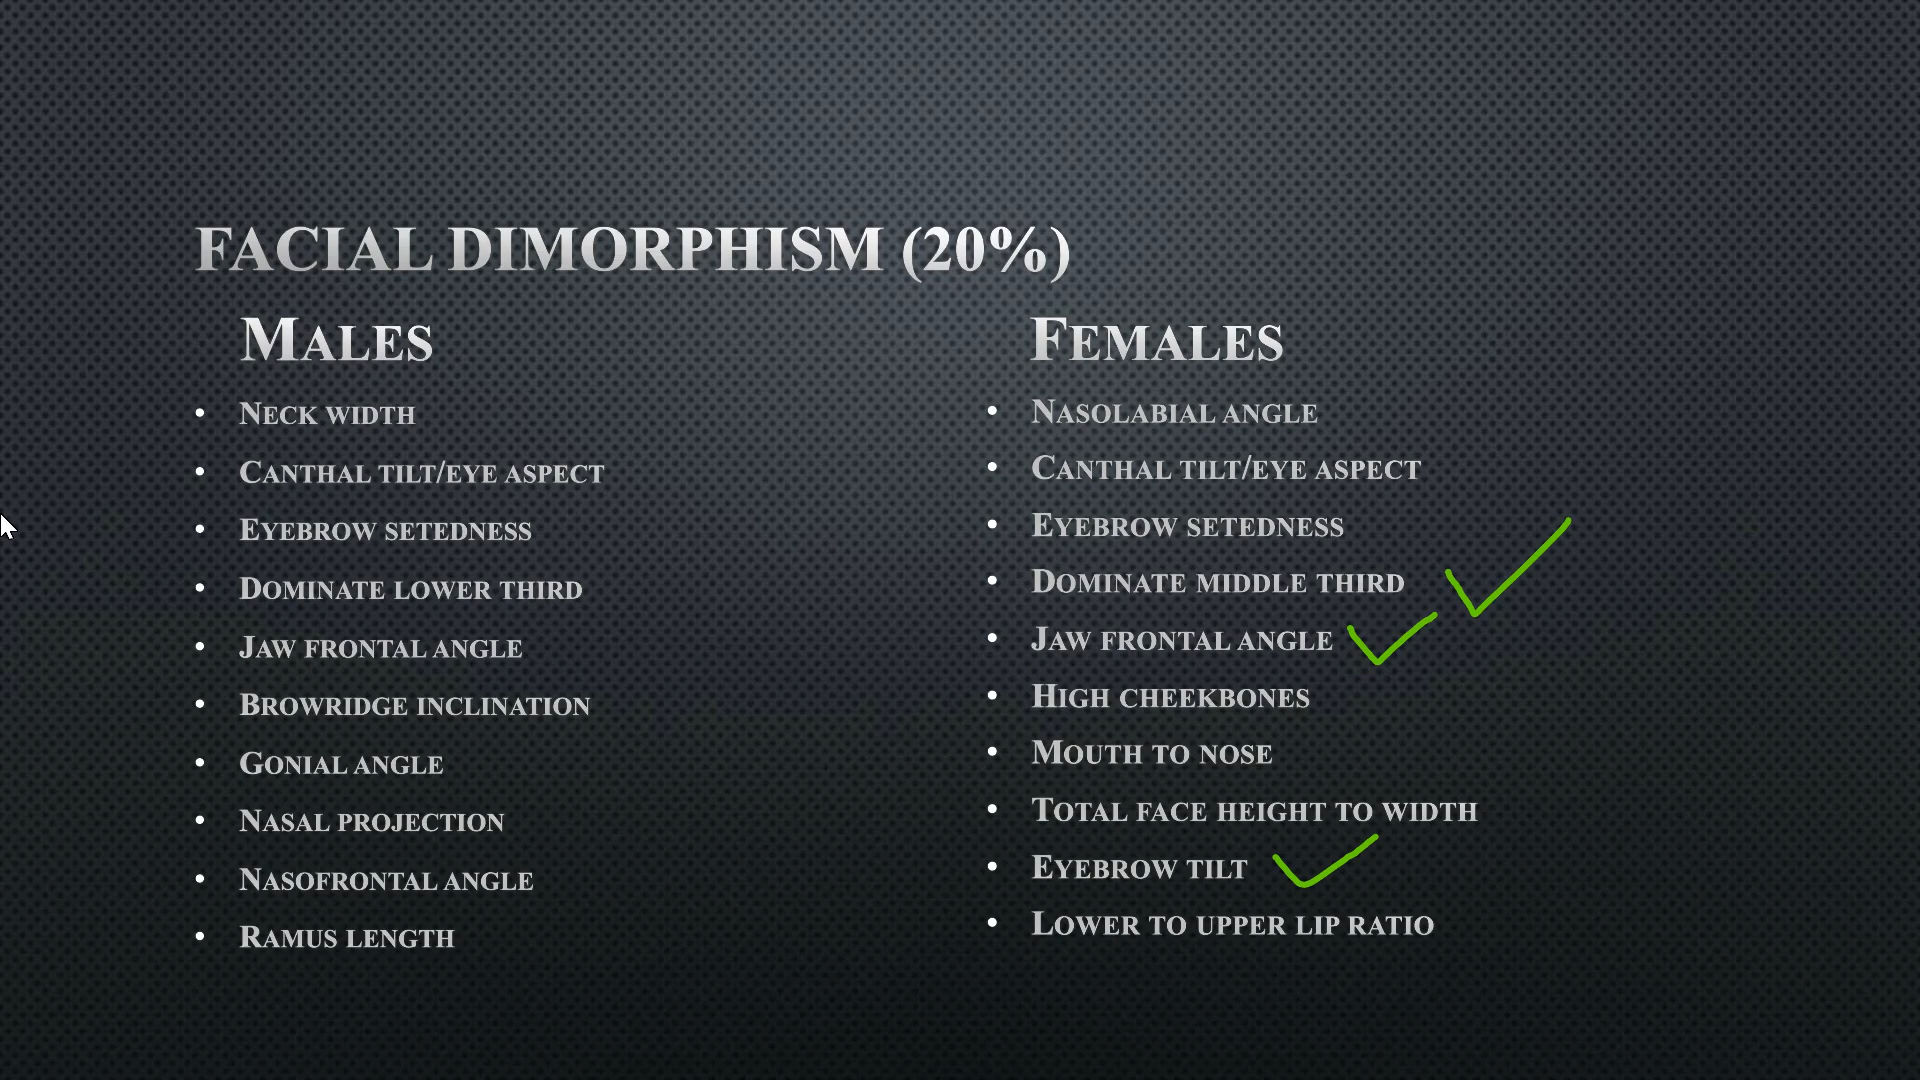 FACIAL DIMORPHISM (20%)
MALES
• NECK WIDTH
• CANTHAL TILT/EYE ASPECT
• EYEBROW SETEDNESS
• DOMINATE LOWER THIRD
• JAW FRONTAL ANGLE
• BROWRIDGE INCLINATION
• GONIAL ANGLE
• NASAL PROJECTION
• NASOFRONTAL ANGLE
• RAMUS LENGTH
FEMALES
• NASOLABIAL ANGLE
• CANTHAL TILT/EYE ASPECT
• EYEBROW SETEDNESS
• DOMINATE MIDDLE THIRD
• JAW FRONTAL ANGLE
• HIGH CHEEKBONES
• MOUTH TO NOSE
• TOTAL FACE HEIGHT TO WIDTH
• EYEBROW TILT
• LOWER TO UPPER LIP RATIO